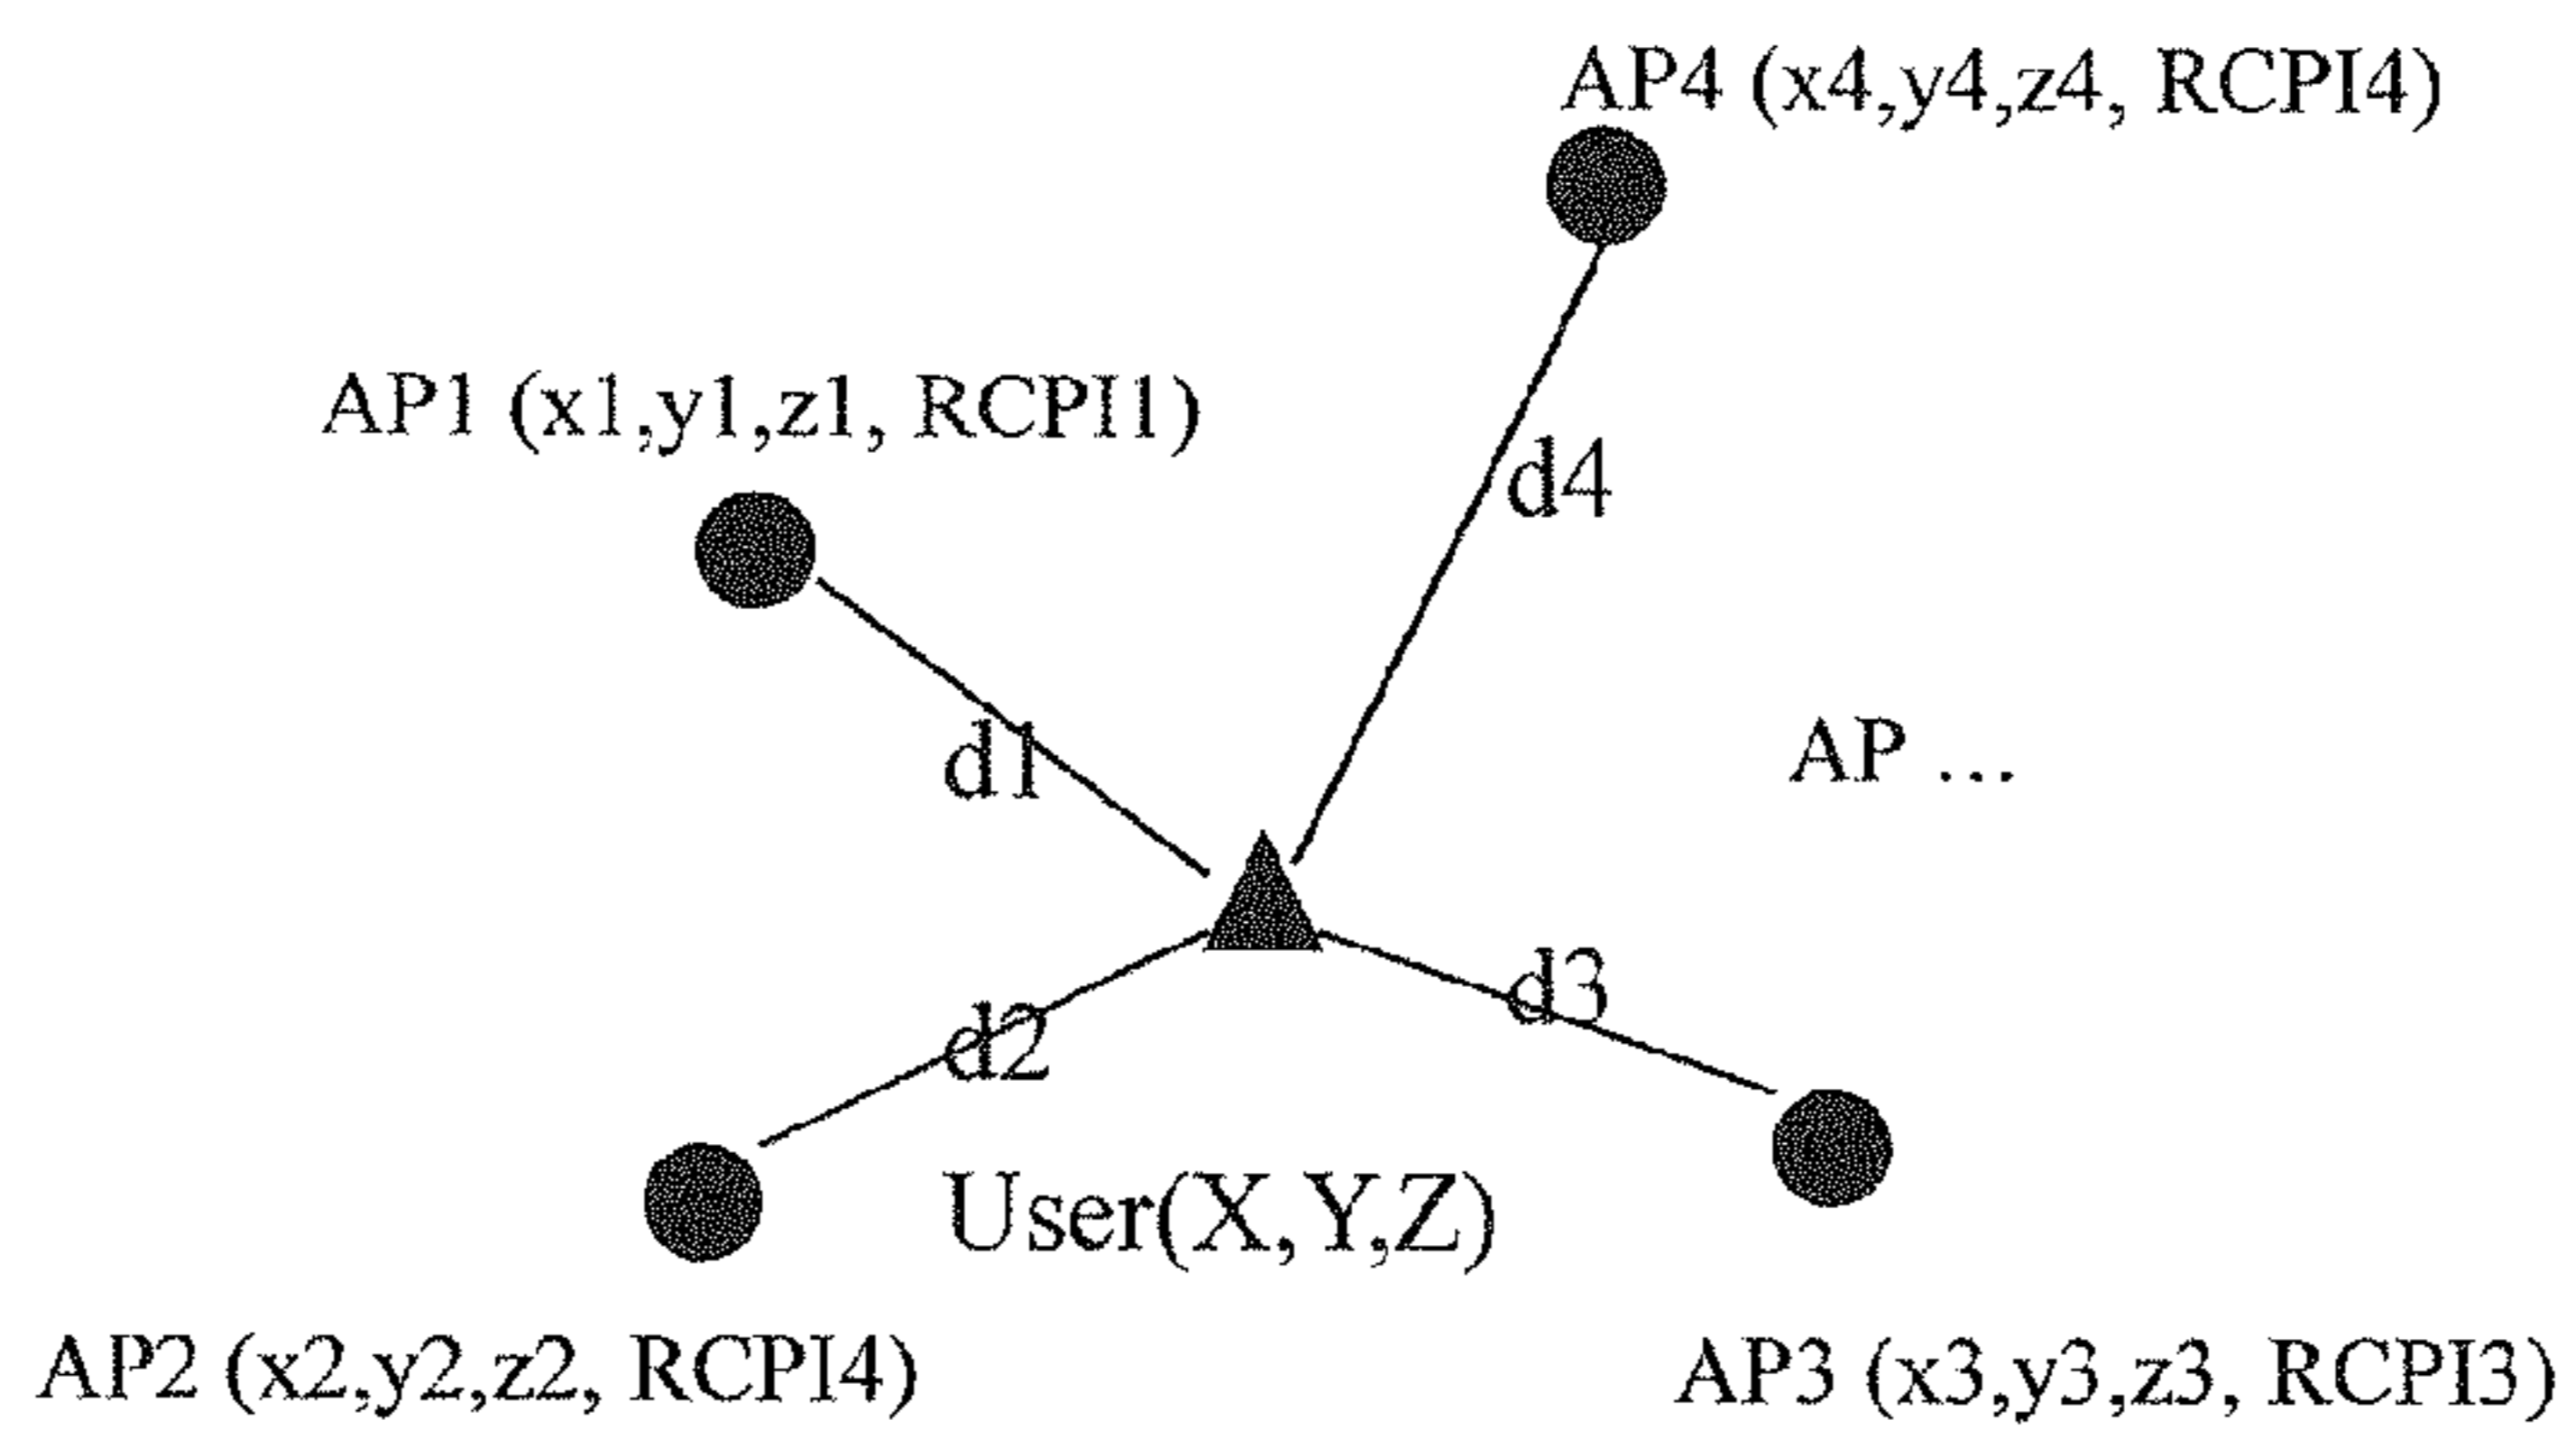 AP4 (x4,y4,z4, RCPI4)
AP1 (x1,y1,z1, RCPI1)
d4
d1
AP ...
d3
d2
User(X,Y,Z)
AP2 (x2,y2,z2, RCPI4)
AP3 (x3,y3,z3, RCPI3)